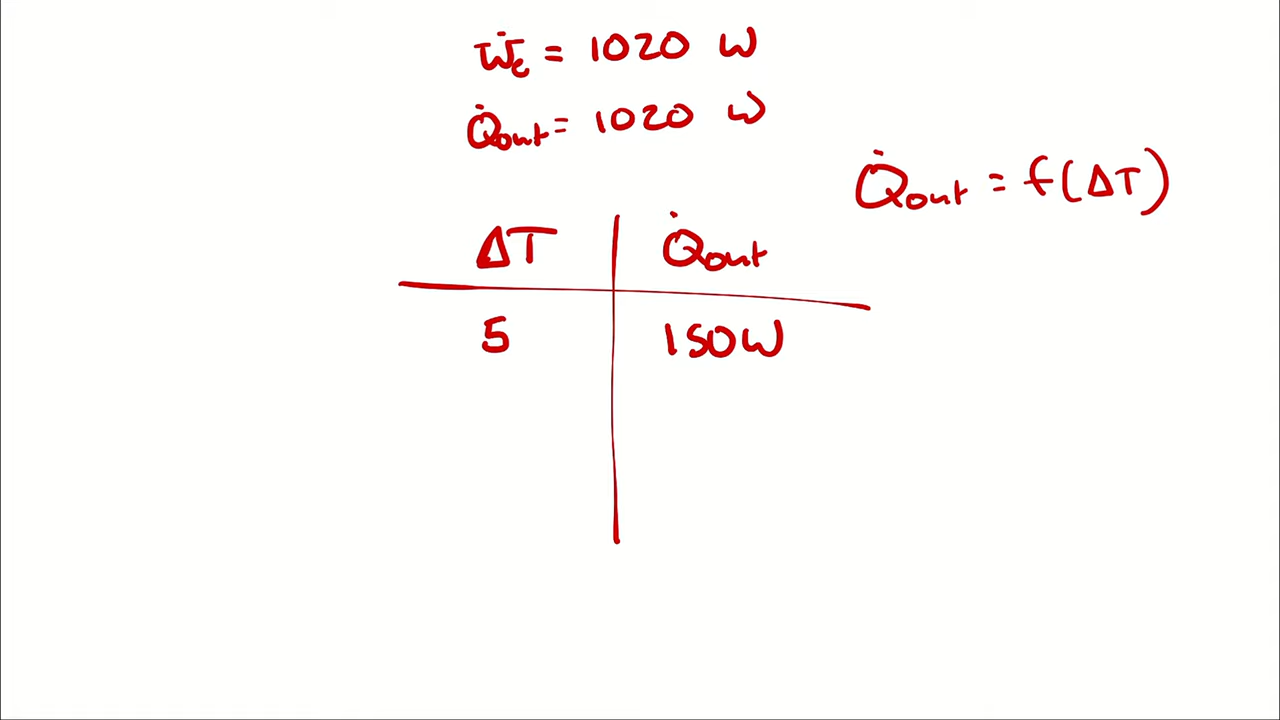 Ẇe = 1020 W
Q̇out = 1020 W
Q̇out = f(ΔT)
ΔT Q̇out
5 150W